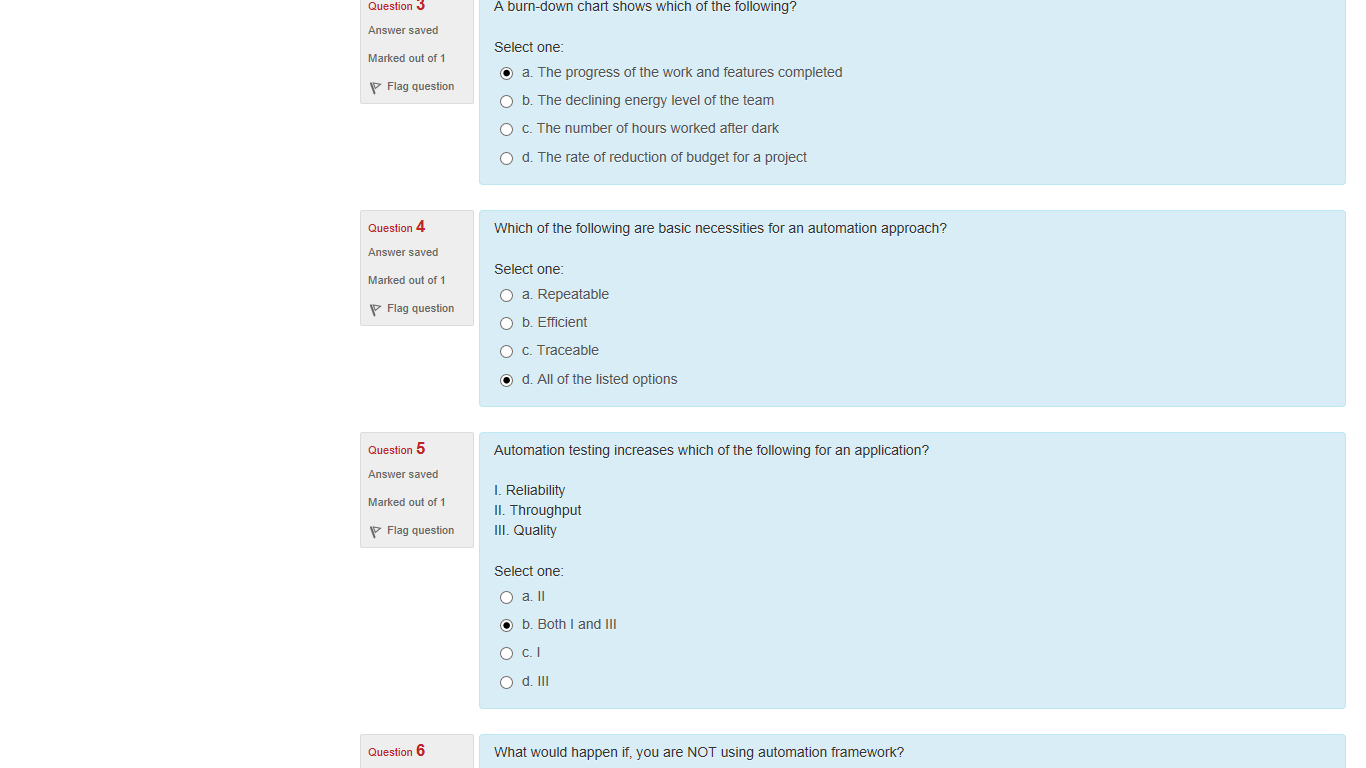 Question 3
Answer saved
Marked out of 1
Flag question
A burn-down chart shows which of the following?
Select one:
a. The progress of the work and features completed
b. The declining energy level of the team
c. The number of hours worked after dark
d. The rate of reduction of budget for a project
Question 4
Answer saved
Marked out of 1
Flag question
Which of the following are basic necessities for an automation approach?
Select one:
a. Repeatable
b. Efficient
c. Traceable
d. All of the listed options
Question 5
Answer saved
Marked out of 1
Flag question
Automation testing increases which of the following for an application?
I. Reliability
II. Throughput
III. Quality
Select one:
a. II
b. Both I and III
c. I
d. III
Question 6
What would happen if, you are NOT using automation framework?